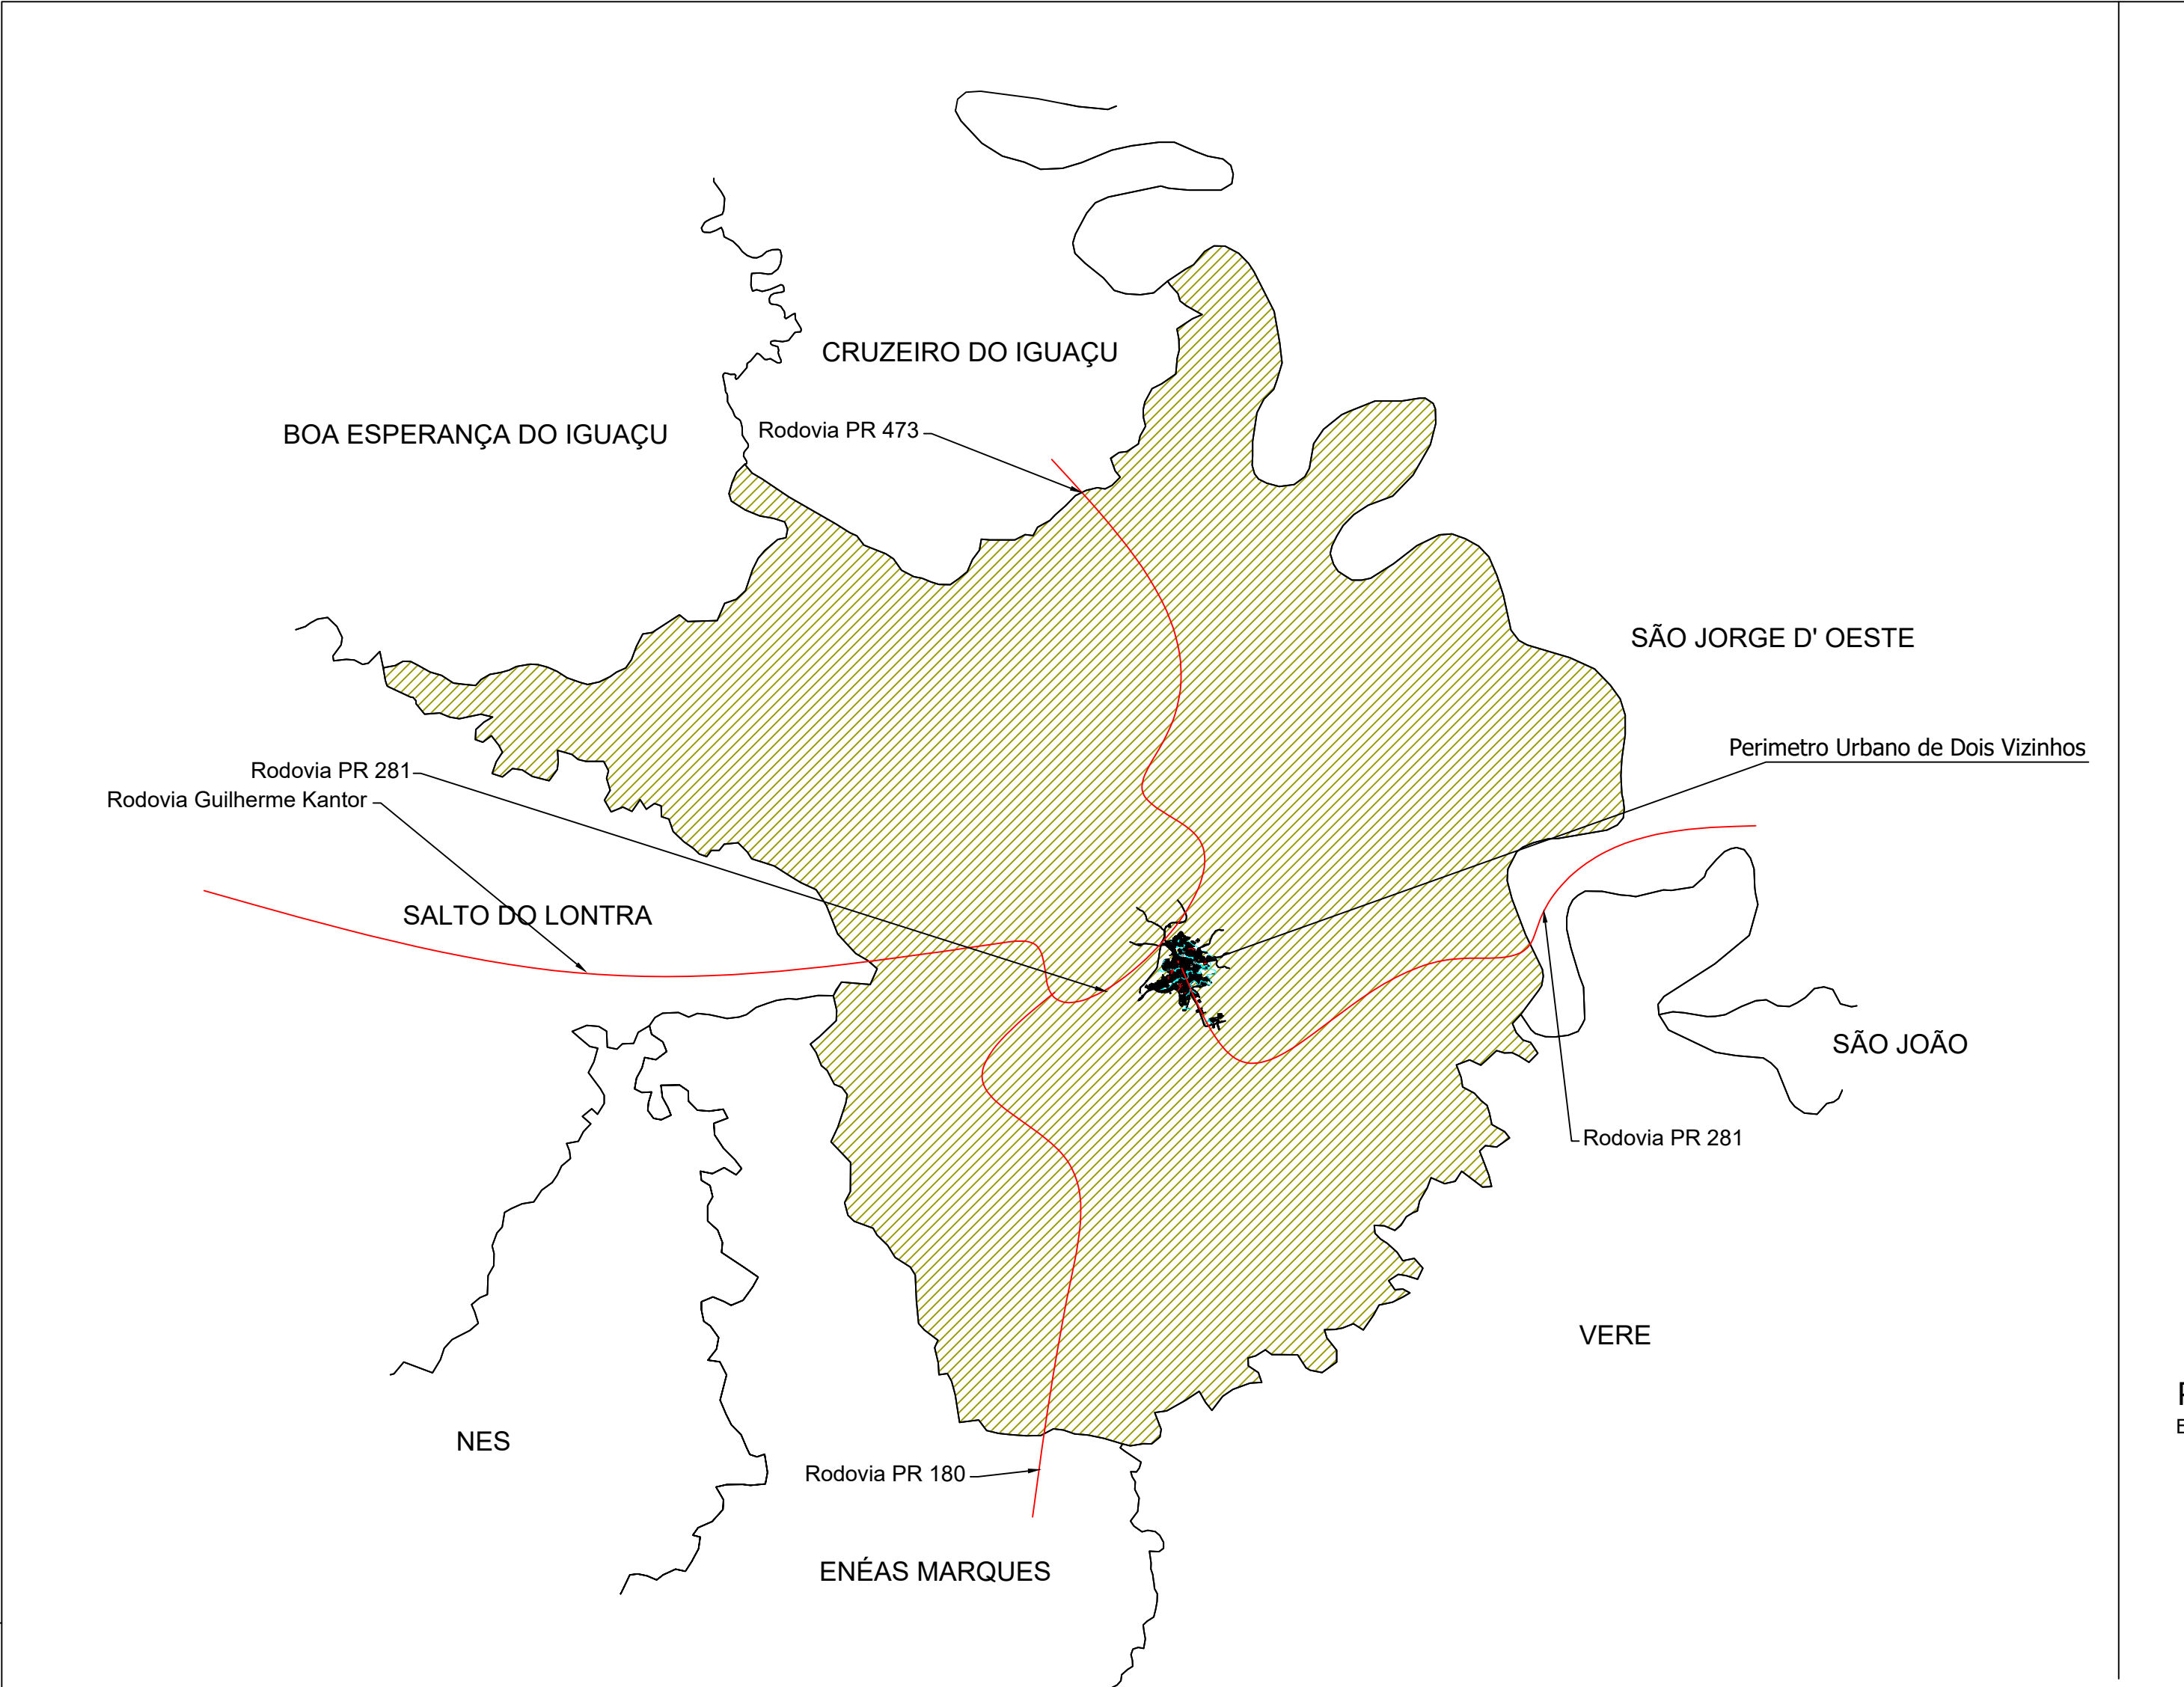 CRUZEIRO DO IGUAÇU
BOA ESPERANÇA DO IGUAÇU
Rodovia PR 473
SÃO JORGE D' OESTE
Perimetro Urbano de Dois Vizinhos
Rodovia PR 281
Rodovia Guilherme Kantor
SALTO DO LONTRA
SÃO JOÃO
Rodovia PR 281
VERE
NES
Rodovia PR 180
ENÉAS MARQUES